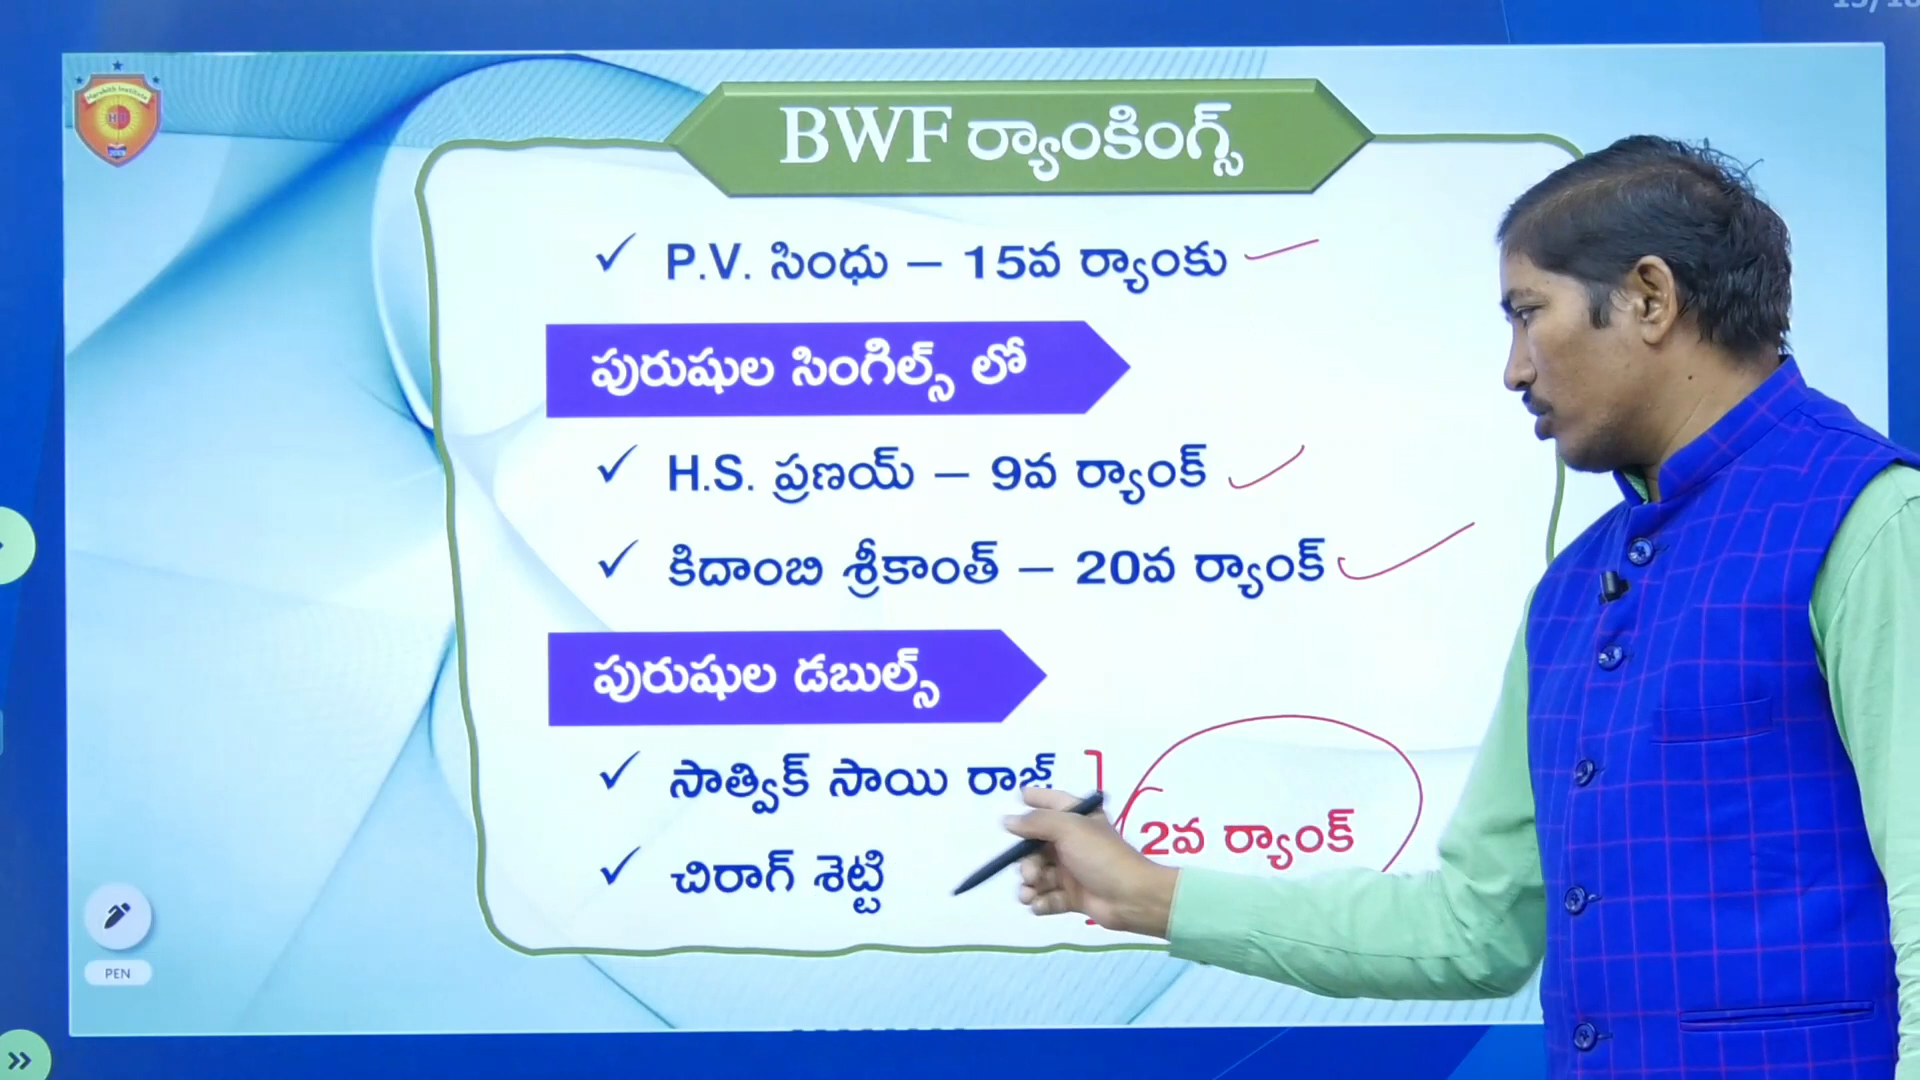 BWF ర్యాంకింగ్స్
P.V. సింధు – 15వ ర్యాంకు
పురుషుల సింగిల్స్ లో
H.S. ప్రణయ్ – 9వ ర్యాంక్
కిదాంబి శ్రీకాంత్ – 20వ ర్యాంక్
పురుషుల డబుల్స్
సాత్విక్ సాయి రాజ్
2వ ర్యాంక్
చిరాగ్ శెట్టి
PEN